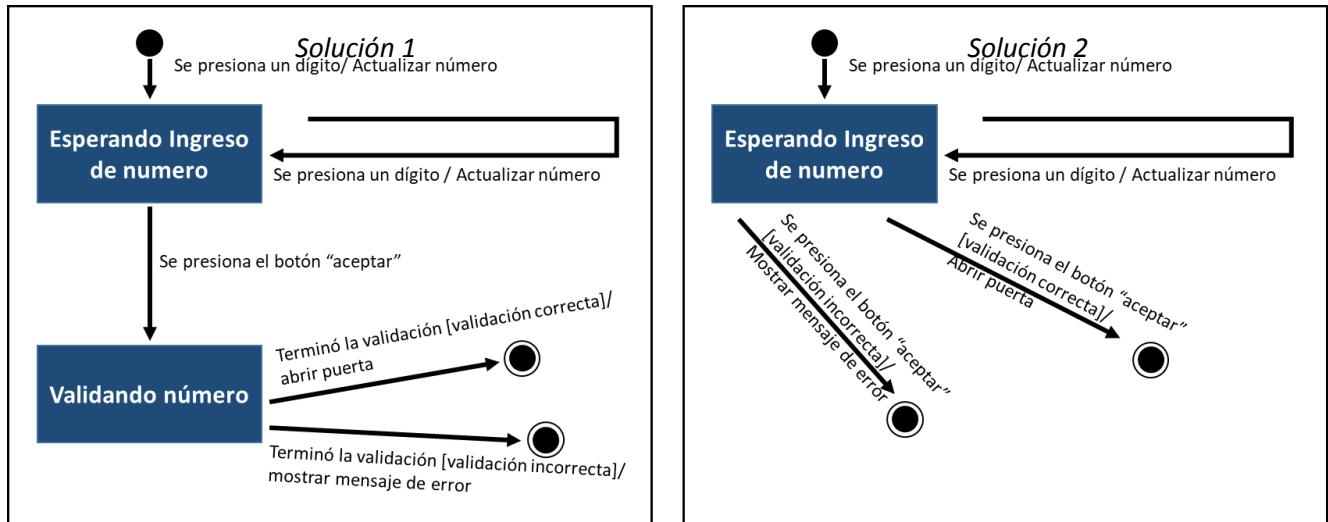 Solución 1
Se presiona un dígito/ Actualizar número
Esperando Ingreso
de numero
Se presiona un dígito / Actualizar número
Se presiona el botón “aceptar”
Validando número
Terminó la validación [validación correcta]/
abrir puerta
Terminó la validación [validación incorrecta]/
mostrar mensaje de error
Solución 2
Se presiona un dígito/ Actualizar número
Esperando Ingreso
de numero
Se presiona un dígito / Actualizar número
Se presiona el botón “aceptar”
[validación incorrecta]/
Mostrar mensaje de error
Se presiona el botón “aceptar”
[validación correcta]/
Abrir puerta